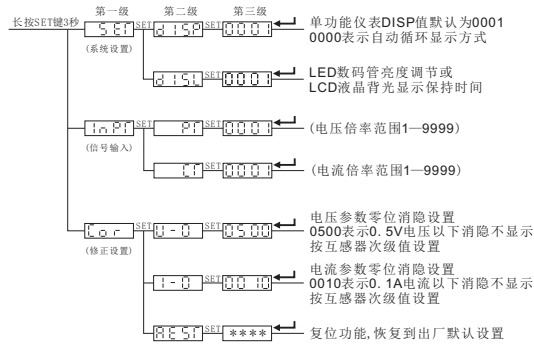 第一级 第二级 第三级
长按SET键3秒 SET SET dISP SET 0001 单功能仪表DISP值默认为0001
(系统设置) 0000表示自动循环显示方式
dISL SET 0001 LED数码管亮度调节或
LCD液晶背光显示保持时间
InPT SET PT SET 0001 (电压倍率范围1—9999)
(信号输入)
CT SET 0001 (电流倍率范围1—9999)
电压参数零位消隐设置
Cor SET U-0 SET 0500 0500表示0.5V电压以下消隐不显示
(修正设置) 按互感器次级值设置
电流参数零位消隐设置
I-0 SET 0010 0010表示0.1A电流以下消隐不显示
按互感器次级值设置
REST SET **** 复位功能,恢复到出厂默认设置